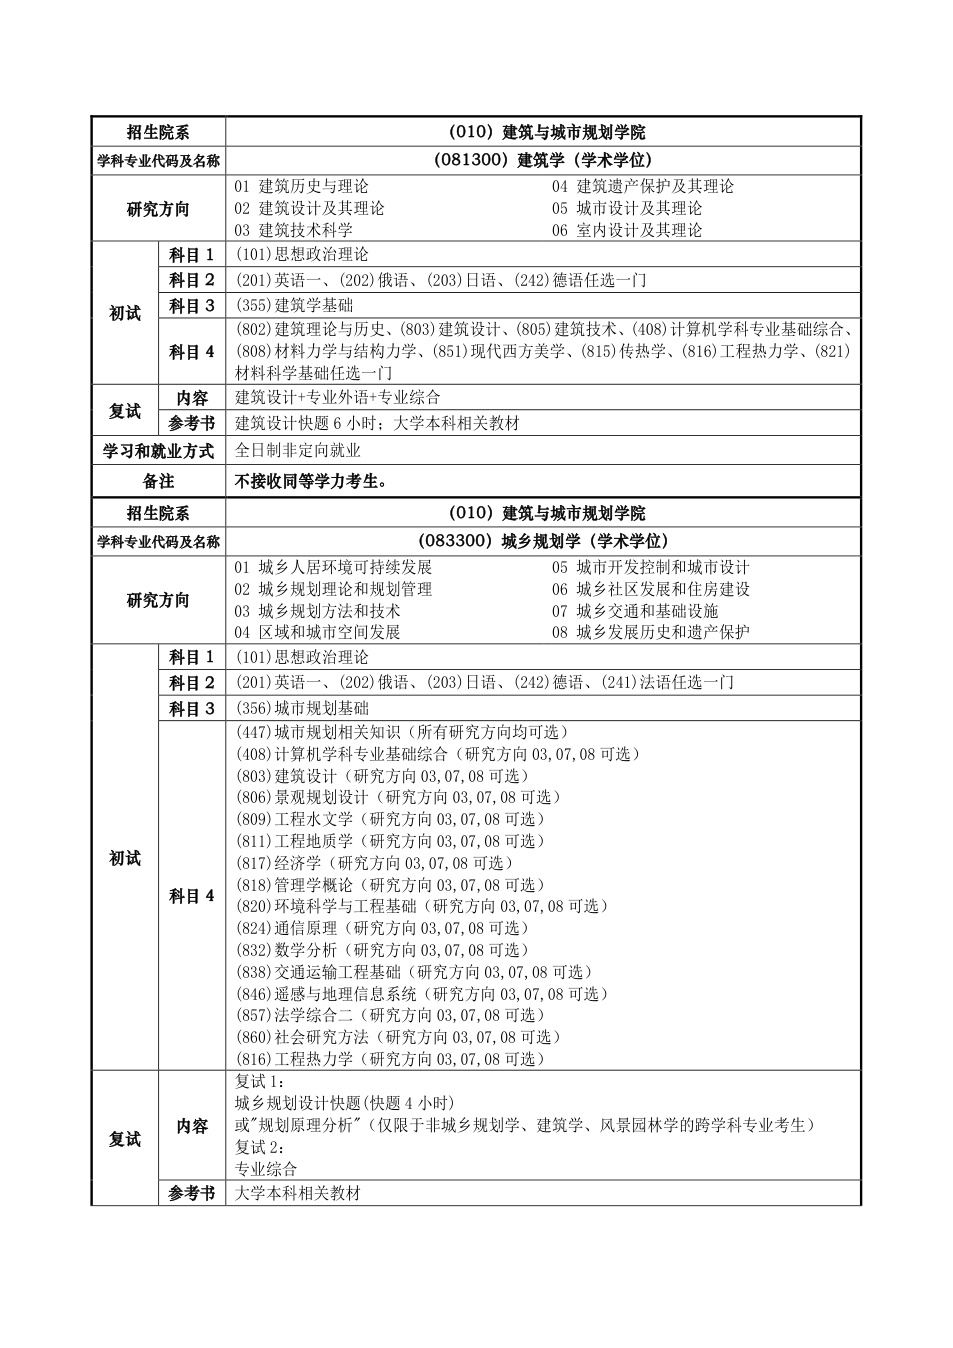 招生院系 (010) 建筑与城市规划学院
学科专业代码及名称 (081300) 建筑学（学术学位）
研究方向
01 建筑历史与理论 04 建筑遗产保护及其理论
02 建筑设计及其理论 05 城市设计及其理论
03 建筑技术科学 06 室内设计及其理论
初试
科目 1 (101)思想政治理论
科目 2 (201)英语一、(202)俄语、(203)日语、(242)德语任选一门
科目 3 (355)建筑学基础
科目 4
(802)建筑理论与历史、(803)建筑设计、(805)建筑技术、(408)计算机学科专业基础综合、
(808)材料力学与结构力学、(851)现代西方美学、(815)传热学、(816)工程热力学、(821)
材料科学基础任选一门
复试
内容 建筑设计+专业外语+专业综合
参考书 建筑设计快题 6 小时；大学本科相关教材
学习和就业方式 全日制非定向就业
备注 不接收同等学力考生。
招生院系 (010) 建筑与城市规划学院
学科专业代码及名称 (083300) 城乡规划学（学术学位）
研究方向
01 城乡人居环境可持续发展 05 城市开发控制和城市设计
02 城乡规划理论和规划管理 06 城乡社区发展和住房建设
03 城乡规划方法和技术 07 城乡交通和基础设施
04 区域和城市空间发展 08 城乡发展历史和遗产保护
初试
科目 1 (101)思想政治理论
科目 2 (201)英语一、(202)俄语、(203)日语、(242)德语、(241)法语任选一门
科目 3 (356)城市规划基础
科目 4
(447)城市规划相关知识（所有研究方向均可选）
(408)计算机学科专业基础综合（研究方向 03,07,08 可选）
(803)建筑设计（研究方向 03,07,08 可选）
(806)景观规划设计（研究方向 03,07,08 可选）
(809)工程水文学（研究方向 03,07,08 可选）
(811)工程地质学（研究方向 03,07,08 可选）
(817)经济学（研究方向 03,07,08 可选）
(818)管理学概论（研究方向 03,07,08 可选）
(820)环境科学与工程基础（研究方向 03,07,08 可选）
(824)通信原理（研究方向 03,07,08 可选）
(832)数学分析（研究方向 03,07,08 可选）
(838)交通运输工程基础（研究方向 03,07,08 可选）
(846)遥感与地理信息系统（研究方向 03,07,08 可选）
(857)法学综合二（研究方向 03,07,08 可选）
(860)社会研究方法（研究方向 03,07,08 可选）
(816)工程热力学（研究方向 03,07,08 可选）
复试
内容
复试 1：
城乡规划设计快题(快题 4 小时)
或"规划原理分析"（仅限于非城乡规划学、建筑学、风景园林学的跨学科专业考生）
复试 2：
专业综合
参考书 大学本科相关教材